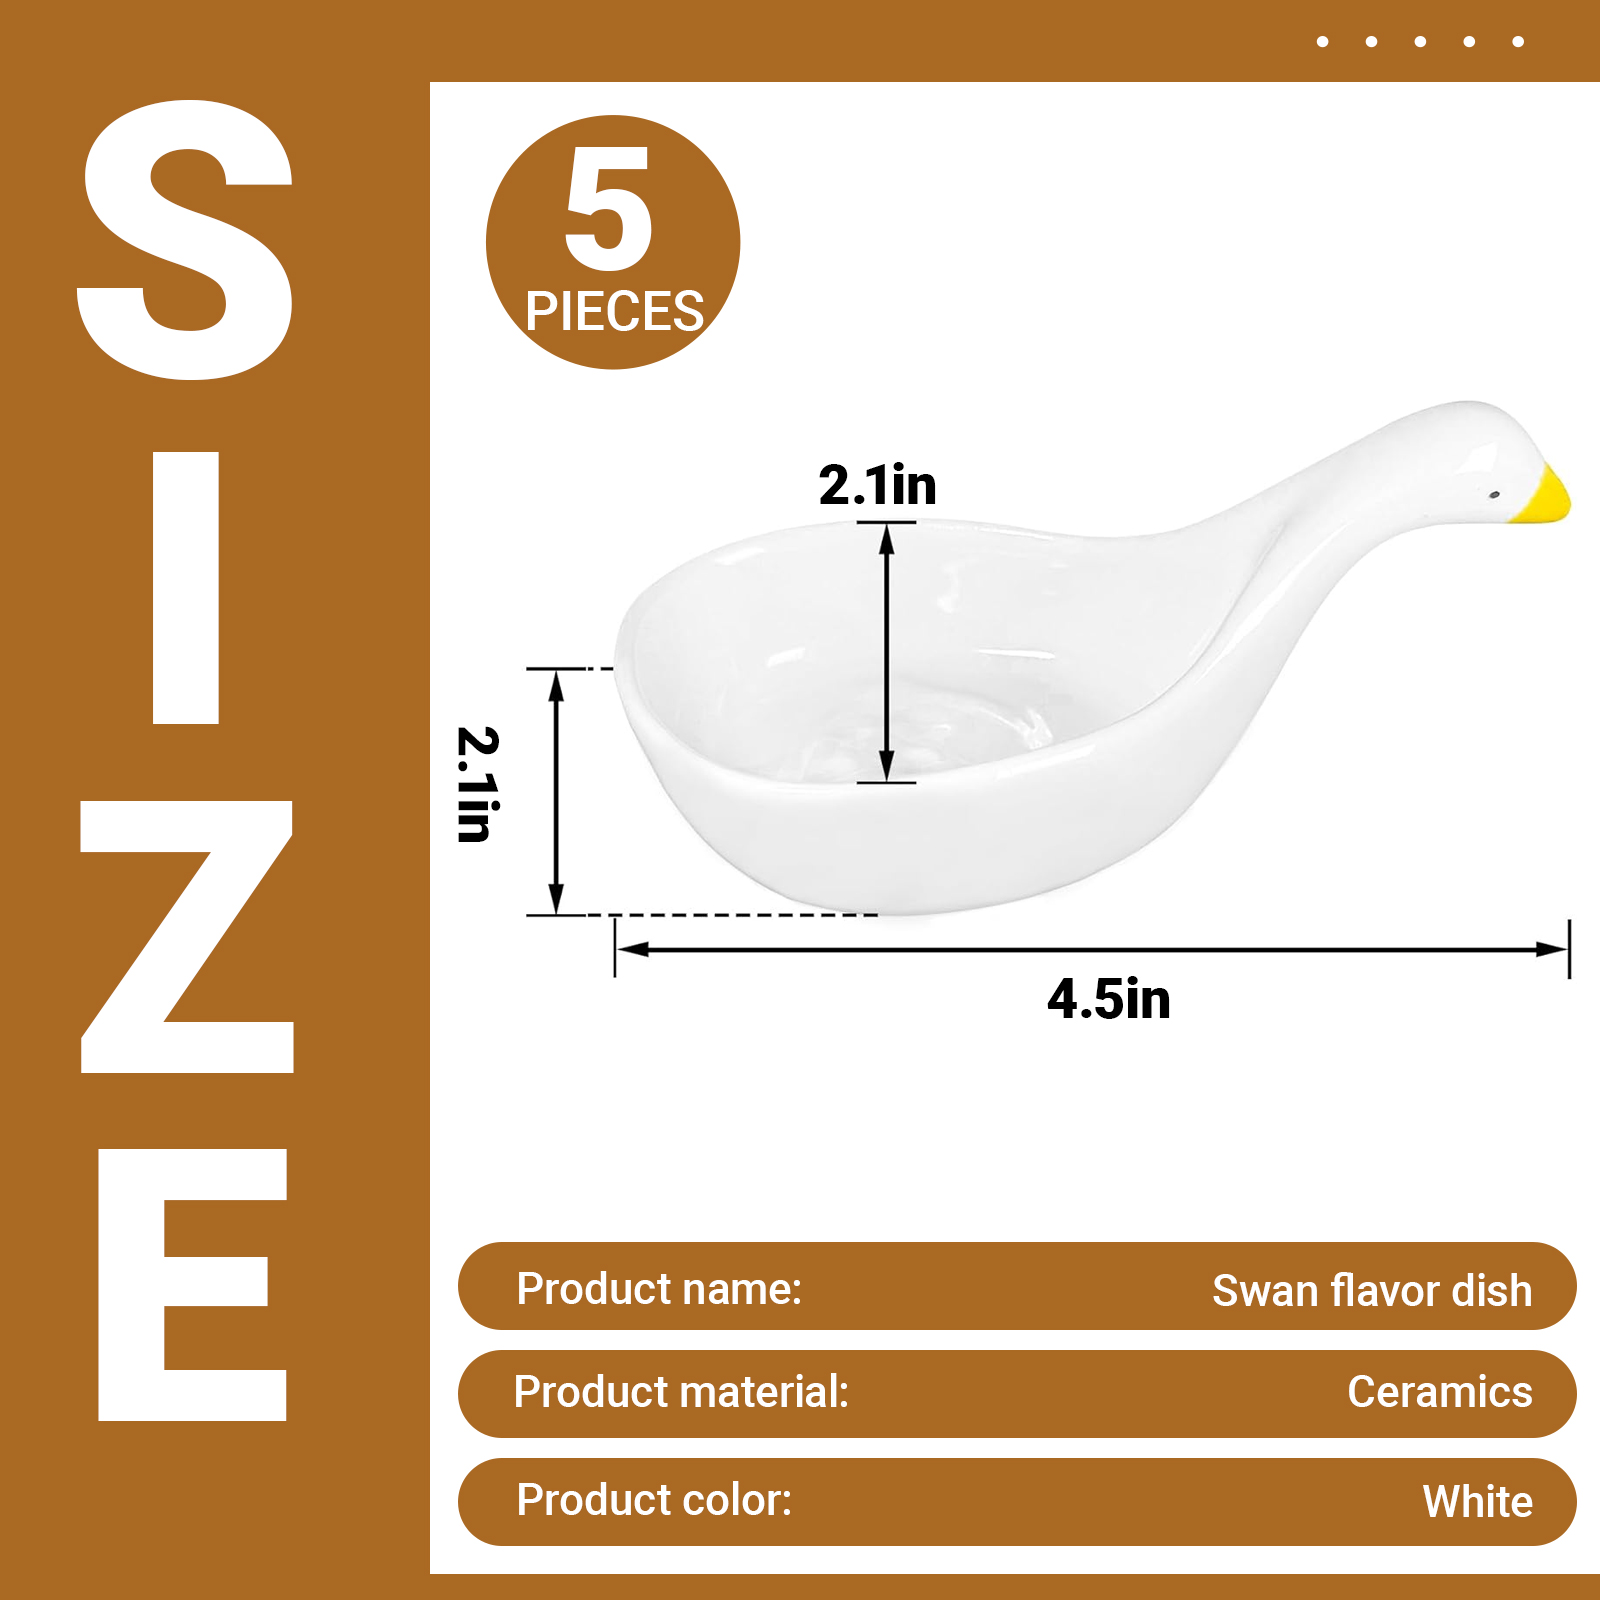 SIZE
5
PIECES
2.1in
2.1in
4.5in
Product name: Swan flavor dish
Product material: Ceramics
Product color: White